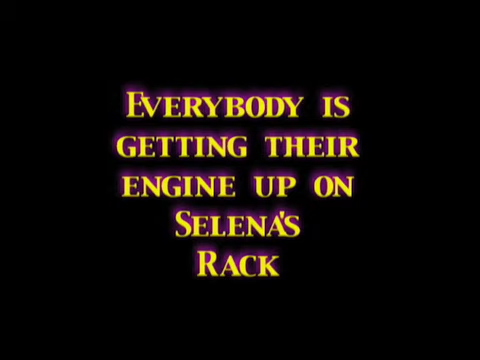 Everybody is
getting their
engine up on
Selena's
Rack